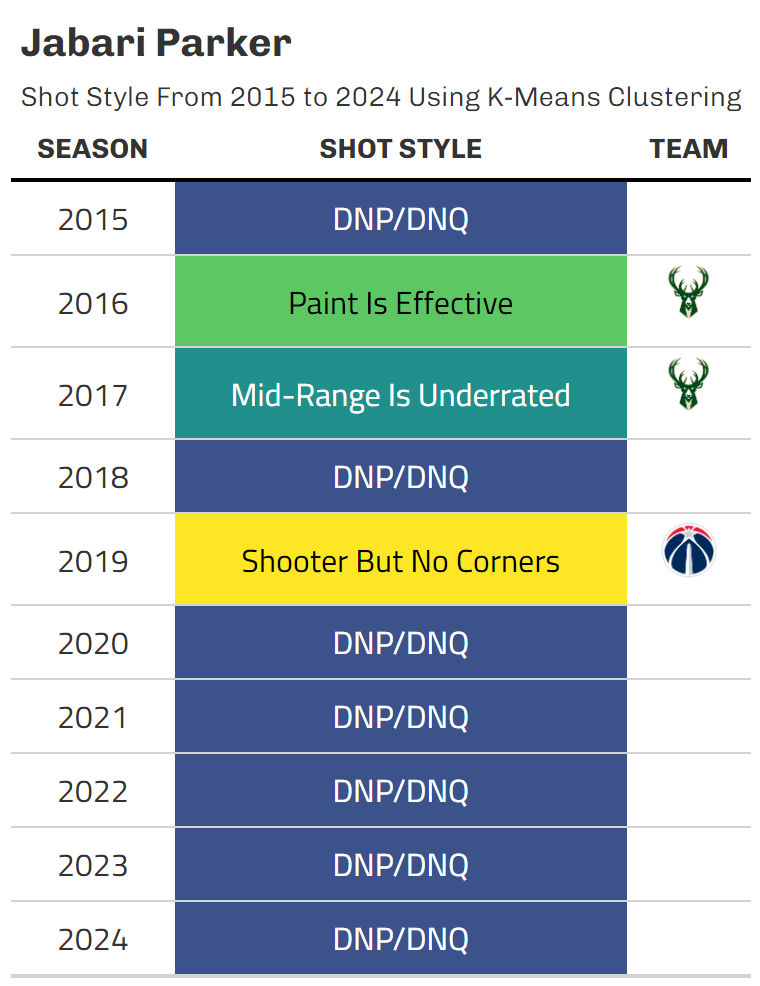 Jabari Parker
Shot Style From 2015 to 2024 Using K-Means Clustering
SEASON SHOT STYLE TEAM
2015 DNP/DNQ
2016 Paint Is Effective
2017 Mid-Range Is Underrated
2018 DNP/DNQ
2019 Shooter But No Corners
2020 DNP/DNQ
2021 DNP/DNQ
2022 DNP/DNQ
2023 DNP/DNQ
2024 DNP/DNQ